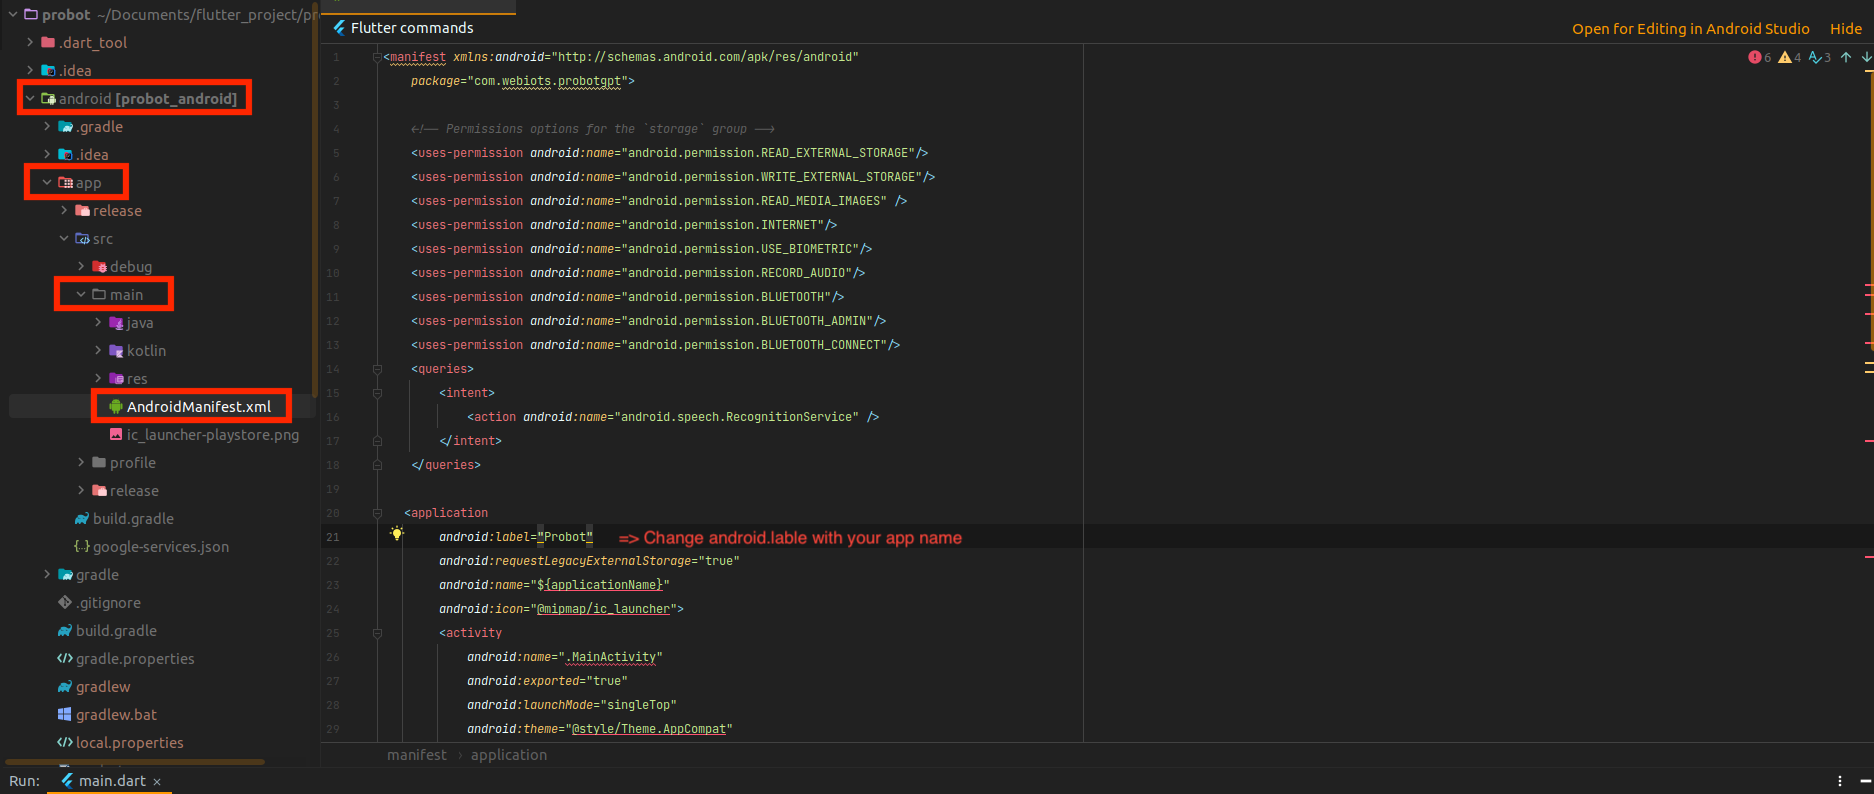 probot ~/Documents/flutter_project/pr
.dart_tool
.idea
android [probot_android]
.gradle
.idea
app
release
src
debug
main
java
kotlin
res
AndroidManifest.xml
ic_launcher-playstore.png
profile
release
build.gradle
google-services.json
gradle
.gitignore
build.gradle
gradle.properties
gradlew
gradlew.bat
local.properties
Flutter commands
Open for Editing in Android Studio Hide
6 4 3
1 <manifest xmlns:android="http://schemas.android.com/apk/res/android"
2 package="com.webiots.probotgpt">
3
4 <!-- Permissions options for the `storage` group -->
5 <uses-permission android:name="android.permission.READ_EXTERNAL_STORAGE"/>
6 <uses-permission android:name="android.permission.WRITE_EXTERNAL_STORAGE"/>
7 <uses-permission android:name="android.permission.READ_MEDIA_IMAGES" />
8 <uses-permission android:name="android.permission.INTERNET"/>
9 <uses-permission android:name="android.permission.USE_BIOMETRIC"/>
10 <uses-permission android:name="android.permission.RECORD_AUDIO"/>
11 <uses-permission android:name="android.permission.BLUETOOTH"/>
12 <uses-permission android:name="android.permission.BLUETOOTH_ADMIN"/>
13 <uses-permission android:name="android.permission.BLUETOOTH_CONNECT"/>
14 <queries>
15 <intent>
16 <action android:name="android.speech.RecognitionService" />
17 </intent>
18 </queries>
19
20 <application
21 android:label="Probot" => Change android.lable with your app name
22 android:requestLegacyExternalStorage="true"
23 android:name="${applicationName}"
24 android:icon="@mipmap/ic_launcher">
25 <activity
26 android:name=".MainActivity"
27 android:exported="true"
28 android:launchMode="singleTop"
29 android:theme="@style/Theme.AppCompat"
manifest › application
Run: main.dart ×